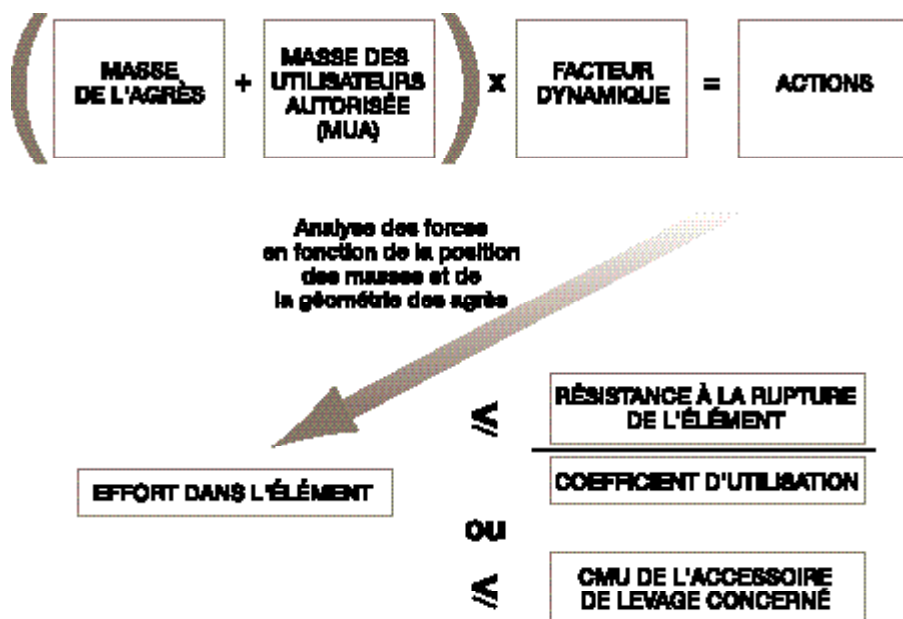 MASSE
DE L'AGRÈS
+
MASSE DES
UTILISATEURS
AUTORISÉE
(MUA)
x
FACTEUR
DYNAMIQUE
=
ACTIONS
Analyse des forces
en fonction de la position
des masses et de
la géométrie des agrès
EFFORT DANS L'ÉLÉMENT
≤
RÉSISTANCE À LA RUPTURE
DE L'ÉLÉMENT
COEFFICIENT D'UTILISATION
ou
≤
CMU DE L'ACCESSOIRE
DE LEVAGE CONCERNÉ